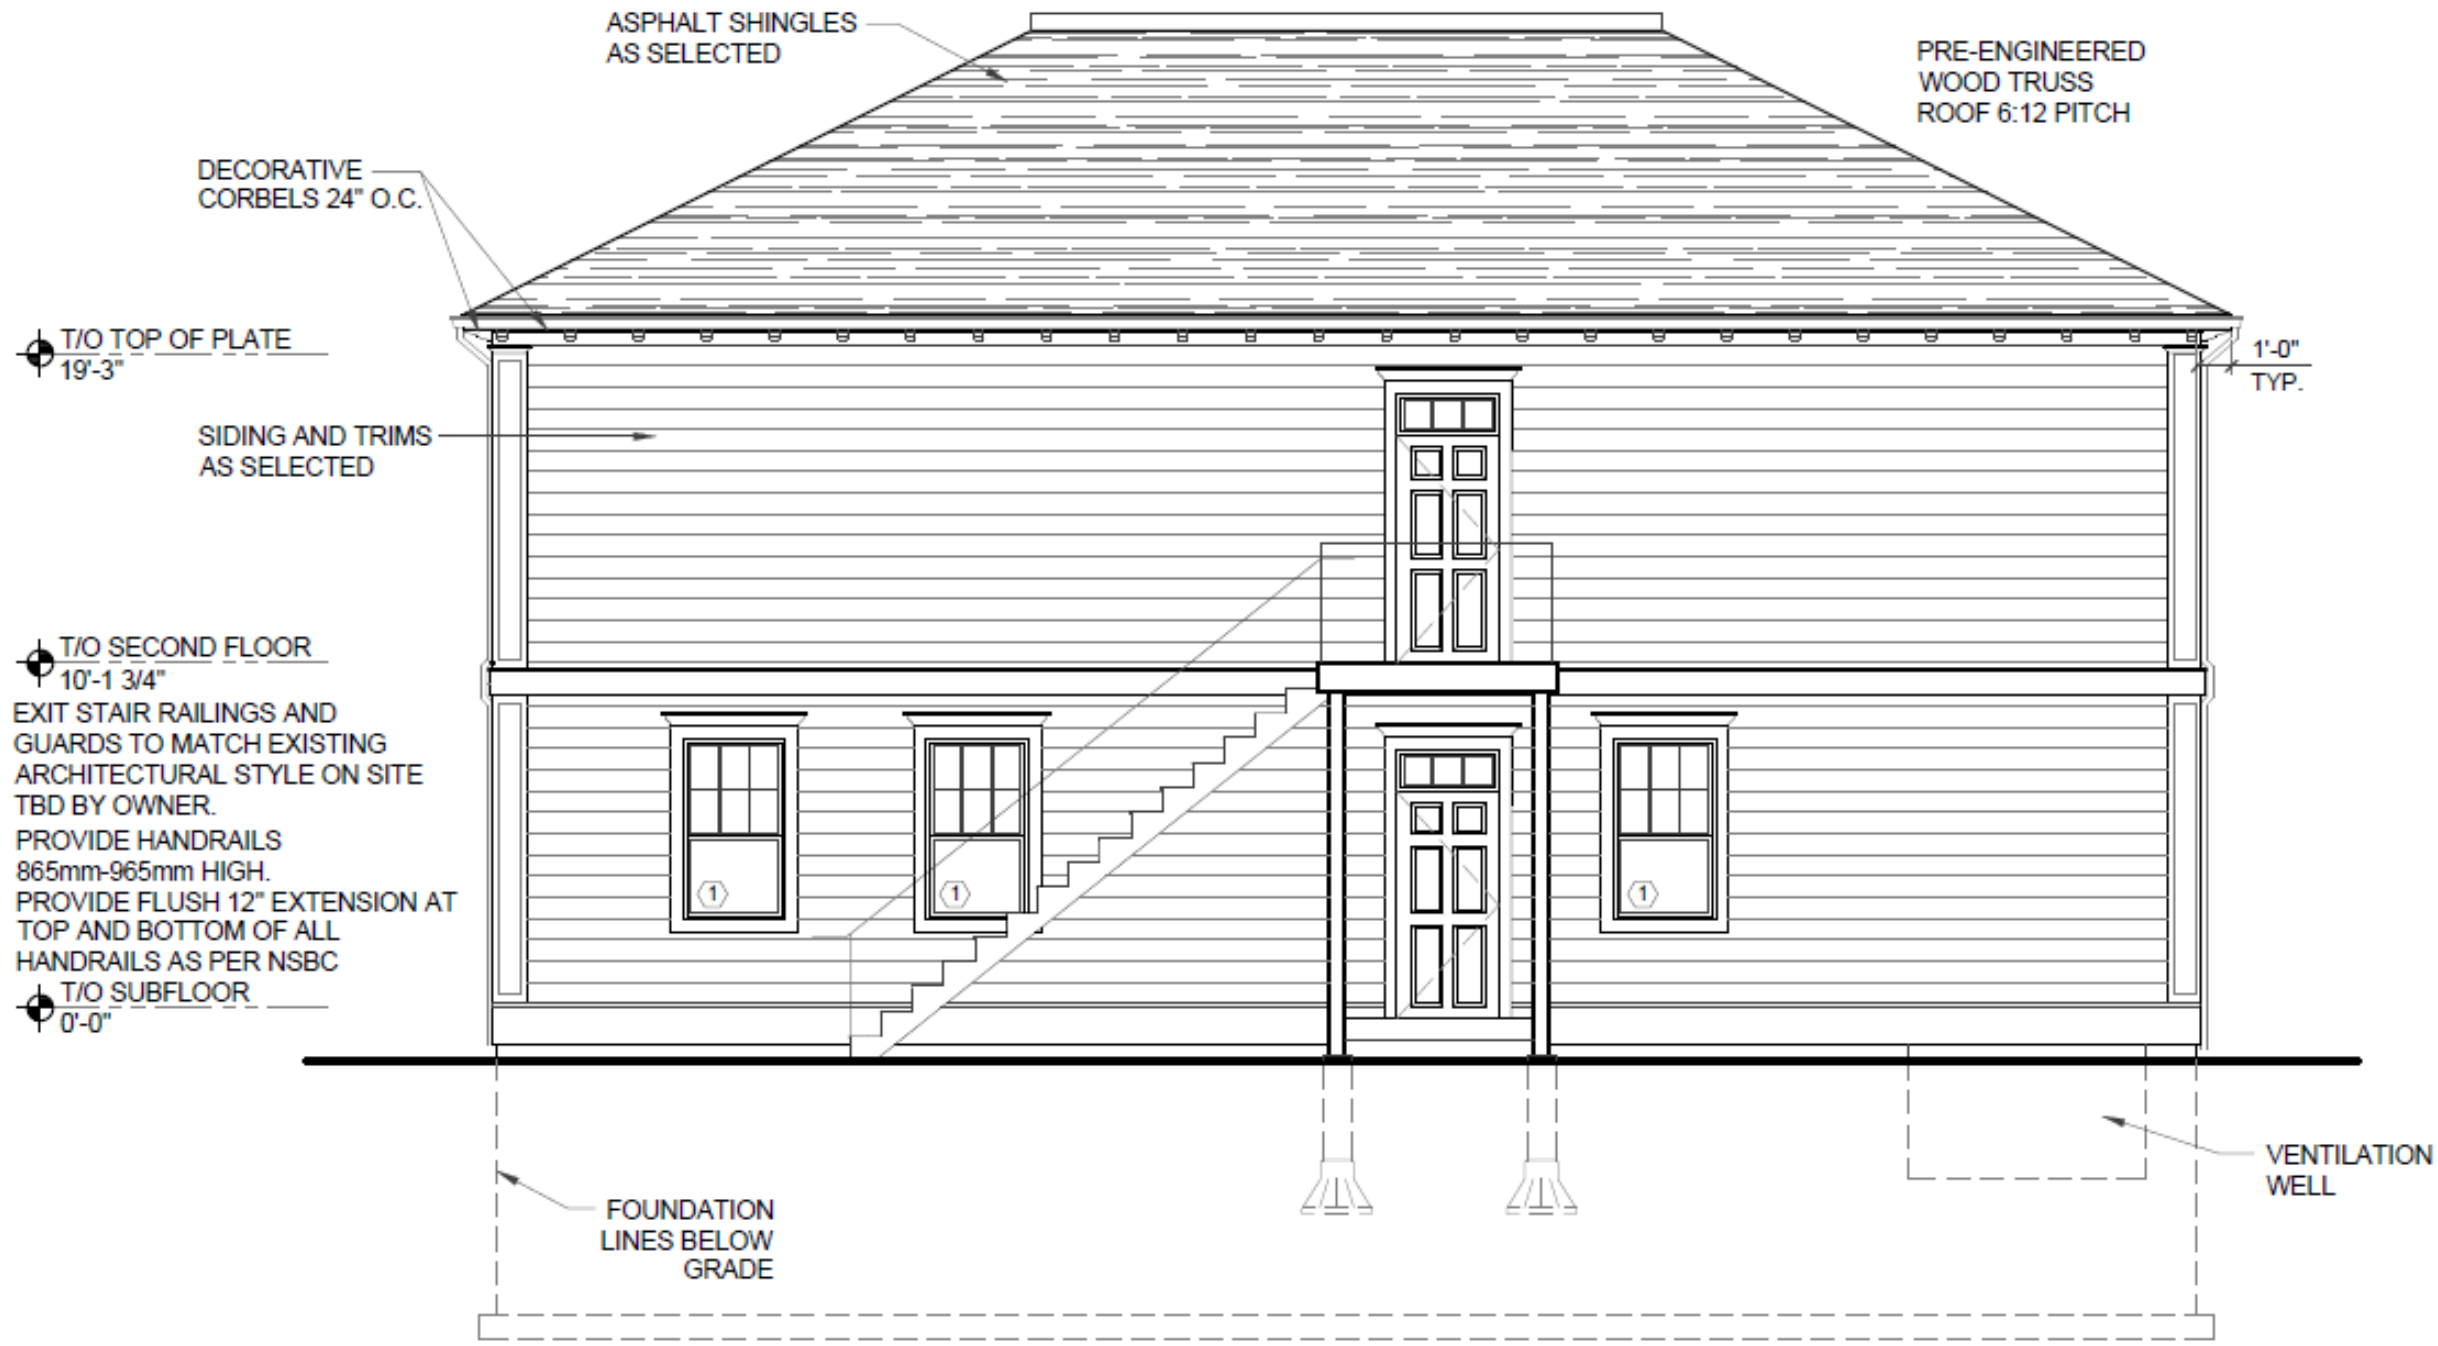 ASPHALT SHINGLES
AS SELECTED
PRE-ENGINEERED
WOOD TRUSS
ROOF 6:12 PITCH
DECORATIVE
CORBELS 24" O.C.
T/O TOP OF PLATE
19'-3"
1'-0"
TYP.
SIDING AND TRIMS
AS SELECTED
T/O SECOND FLOOR
10'-1 3/4"
EXIT STAIR RAILINGS AND
GUARDS TO MATCH EXISTING
ARCHITECTURAL STYLE ON SITE
TBD BY OWNER.
PROVIDE HANDRAILS
865mm-965mm HIGH.
PROVIDE FLUSH 12" EXTENSION AT
TOP AND BOTTOM OF ALL
HANDRAILS AS PER NSBC
1
1
1
T/O SUBFLOOR
0'-0"
VENTILATION
WELL
FOUNDATION
LINES BELOW
GRADE